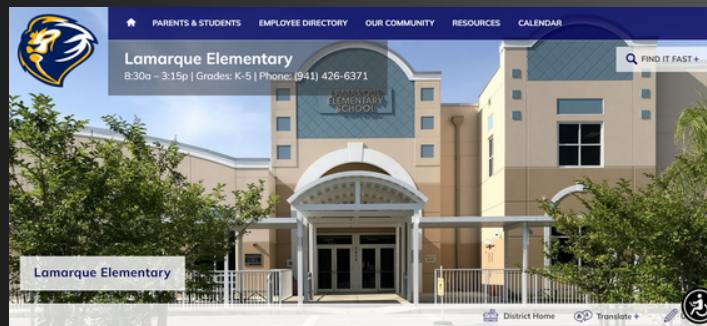 PARENTS & STUDENTS EMPLOYEE DIRECTORY OUR COMMUNITY RESOURCES CALENDAR
Lamarque Elementary
8:30a – 3:15p | Grades: K-5 | Phone: (941) 426-6371
FIND IT FAST +
LAMARQUE
ELEMENTARY
SCHOOL
Lamarque Elementary
District Home Translate +